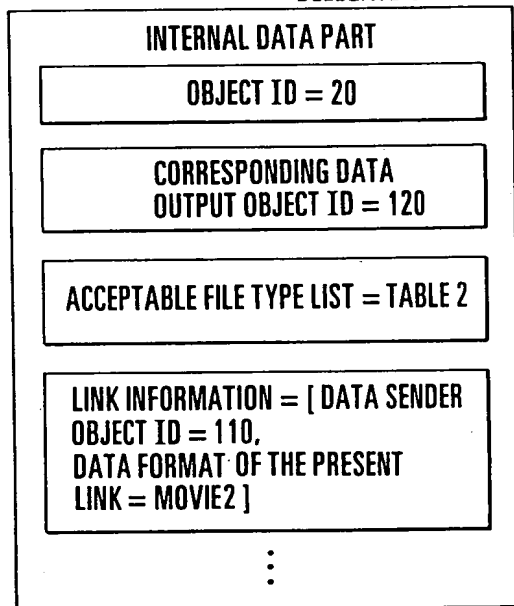 INTERNAL DATA PART
OBJECT ID = 20
CORRESPONDING DATA
OUTPUT OBJECT ID = 120
ACCEPTABLE FILE TYPE LIST = TABLE 2
LINK INFORMATION = [ DATA SENDER
OBJECT ID = 110,
DATA FORMAT OF THE PRESENT
LINK = MOVIE2 ]